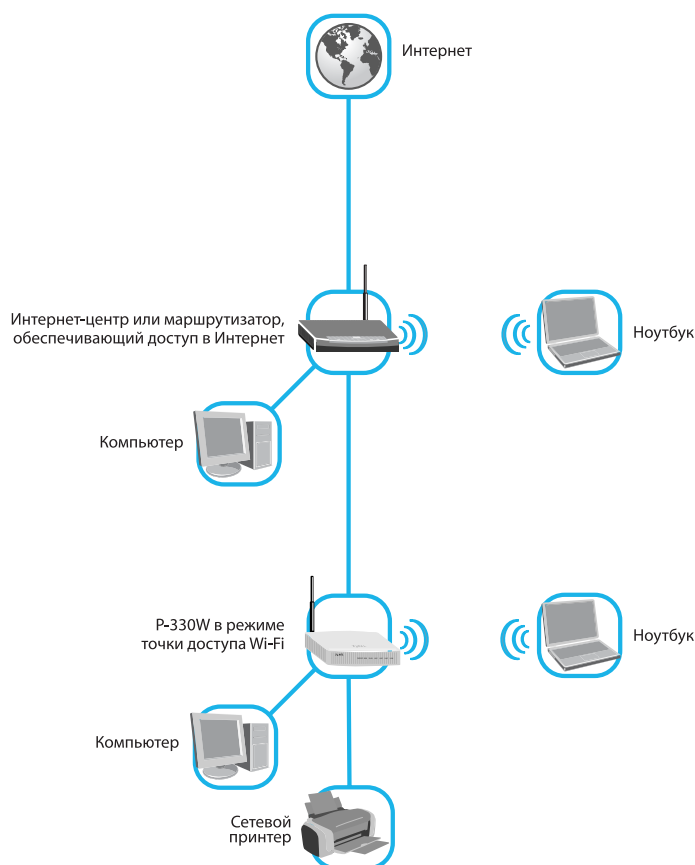 Интернет
Интернет-центр или маршрутизатор,
обеспечивающий доступ в Интернет
Ноутбук
Компьютер
P-330W в режиме
точки доступа Wi-Fi
Ноутбук
Компьютер
Сетевой
принтер